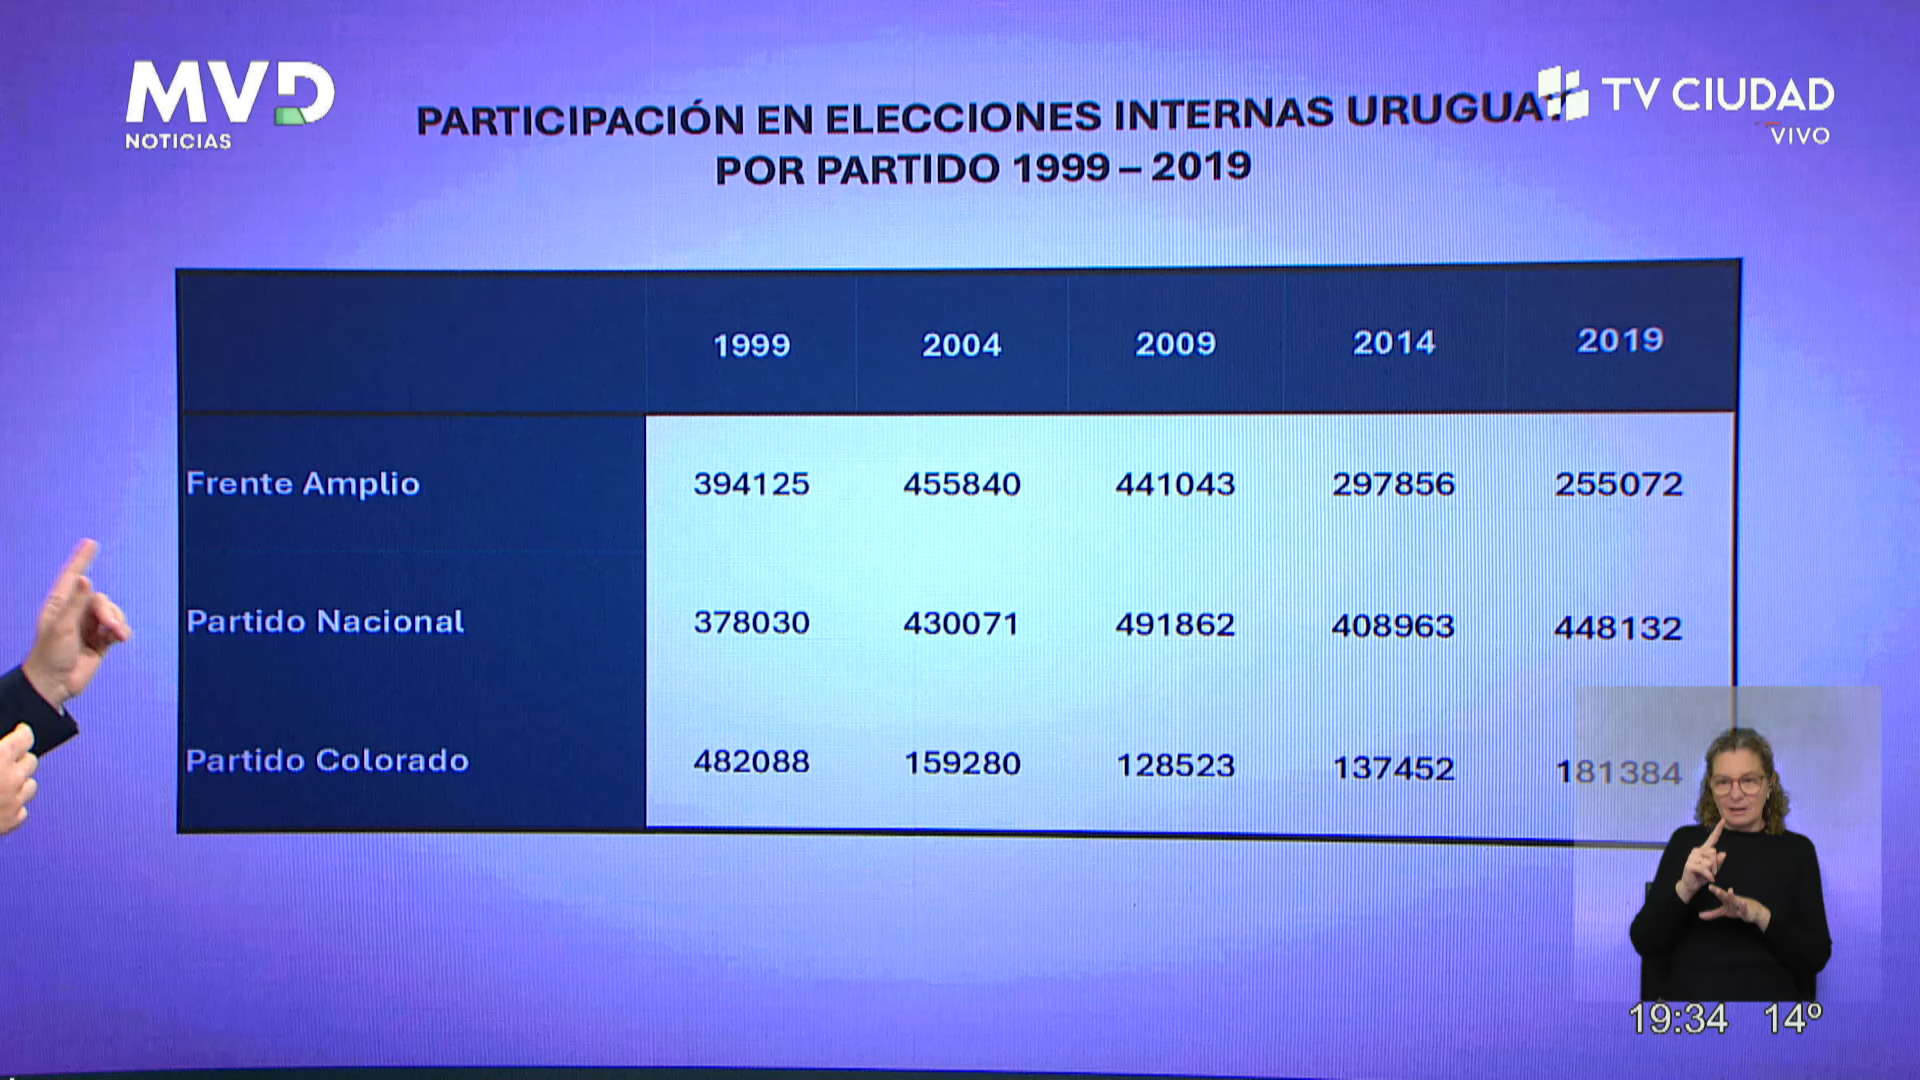 MVD
NOTICIAS
TV CIUDAD
VIVO
PARTICIPACIÓN EN ELECCIONES INTERNAS
POR PARTIDO 1999 – 2019
1999 2004 2009 2014 2019
Frente Amplio 394125 455840 441043 297856 255072
Partido Nacional 378030 430071 491862 408963 448132
Partido Colorado 482088 159280 128523 137452 181384
19:34 14º